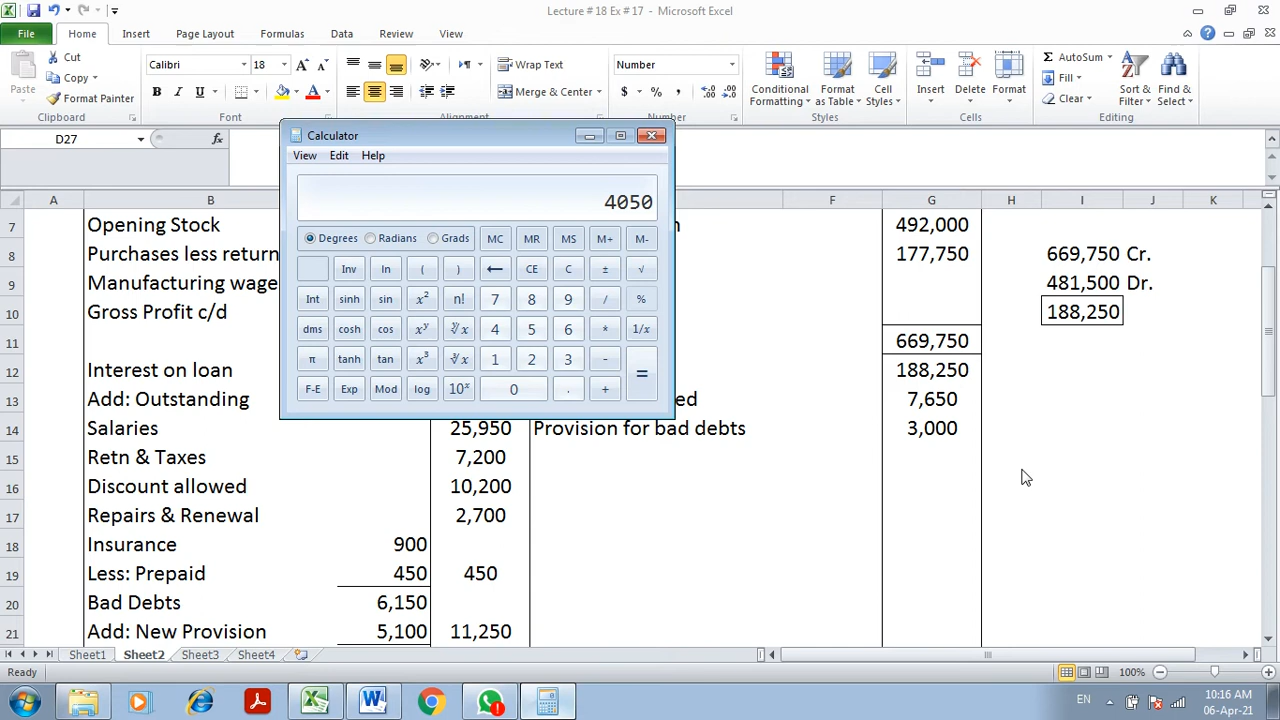 Lecture # 18 Ex # 17 - Microsoft Excel
File Home Insert Page Layout Formulas Data Review View
Paste
Cut
Copy
Format Painter
Clipboard
Calibri 18
B I U
Font
Wrap Text
Merge & Center
Alignment
Number
$ % ,
Number
Conditional Formatting
Format as Table
Cell Styles
Styles
Insert
Delete
Format
Cells
Σ AutoSum
Fill
Clear
Sort & Filter
Find & Select
Editing
D27 fx
Calculator
View Edit Help
4050
Degrees Radians Grads MC MR MS M+ M-
Inv ln ( ) ← CE C ± √
Int sinh sin x² n! 7 8 9 / %
dms cosh cos xʸ ʸ√x 4 5 6 * 1/x
π tanh tan x³ ³√x 1 2 3 - =
F-E Exp Mod log 10ˣ 0 . +
A B F G H I J K
7 Opening Stock 492,000
8 Purchases less return 177,750 669,750 Cr.
9 Manufacturing wage 481,500 Dr.
10 Gross Profit c/d 188,250
11 669,750
12 Interest on loan 188,250
13 Add: Outstanding 7,650
14 Salaries 25,950 Provision for bad debts 3,000
15 Retn & Taxes 7,200
16 Discount allowed 10,200
17 Repairs & Renewal 2,700
18 Insurance 900
19 Less: Prepaid 450 450
20 Bad Debts 6,150
21 Add: New Provision 5,100 11,250
Sheet1 Sheet2 Sheet3 Sheet4
Ready 100%
EN
10:16 AM
06-Apr-21